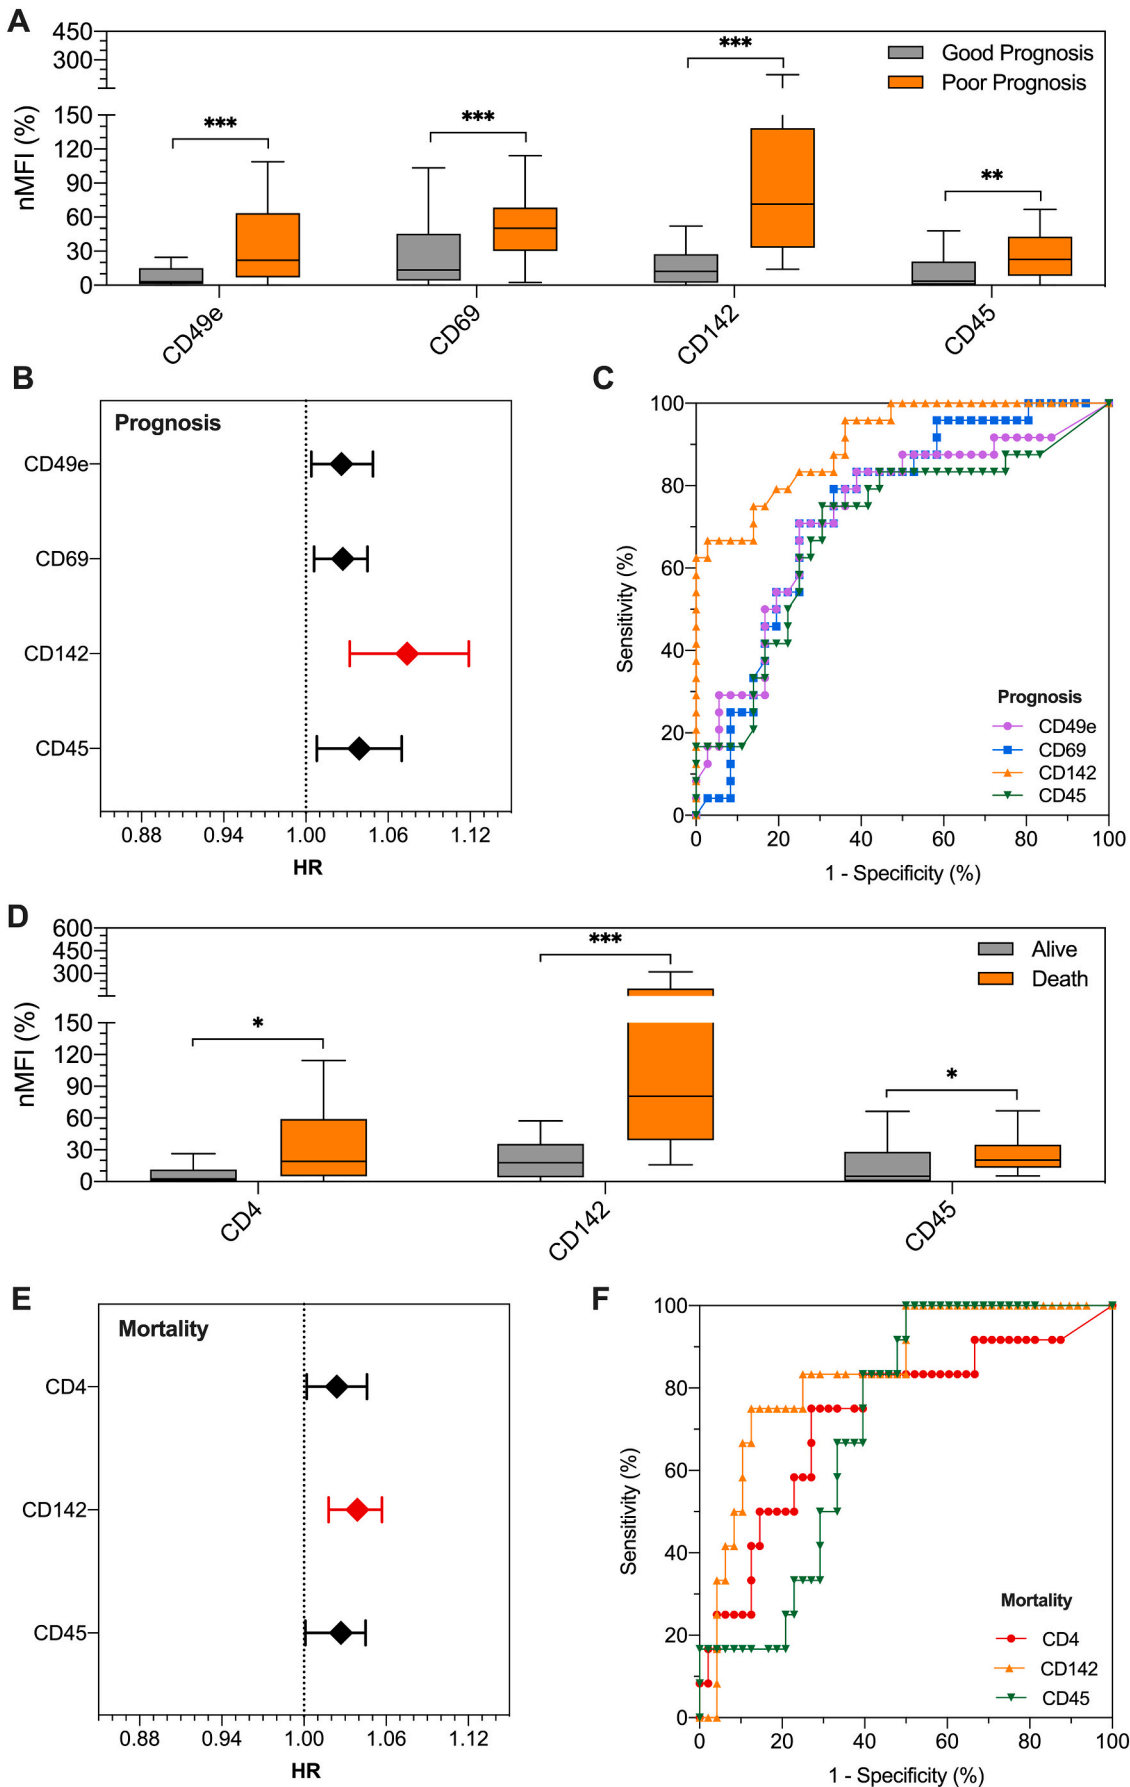 A
450
300
150
120
90
60
30
0
nMFI (%)
***
***
***
**
Good Prognosis
Poor Prognosis
CD49e
CD69
CD142
CD45
B
Prognosis
CD49e
CD69
CD142
CD45
0.88 0.94 1.00 1.06 1.12
HR
C
100
80
60
40
20
0
Sensitivity (%)
Prognosis
CD49e
CD69
CD142
CD45
0 20 40 60 80 100
1 - Specificity (%)
D
600
450
300
150
120
90
60
30
0
nMFI (%)
*
***
*
Alive
Death
CD4
CD142
CD45
E
Mortality
CD4
CD142
CD45
0.88 0.94 1.00 1.06 1.12
HR
F
100
80
60
40
20
0
Sensitivity (%)
Mortality
CD4
CD142
CD45
0 20 40 60 80 100
1 - Specificity (%)